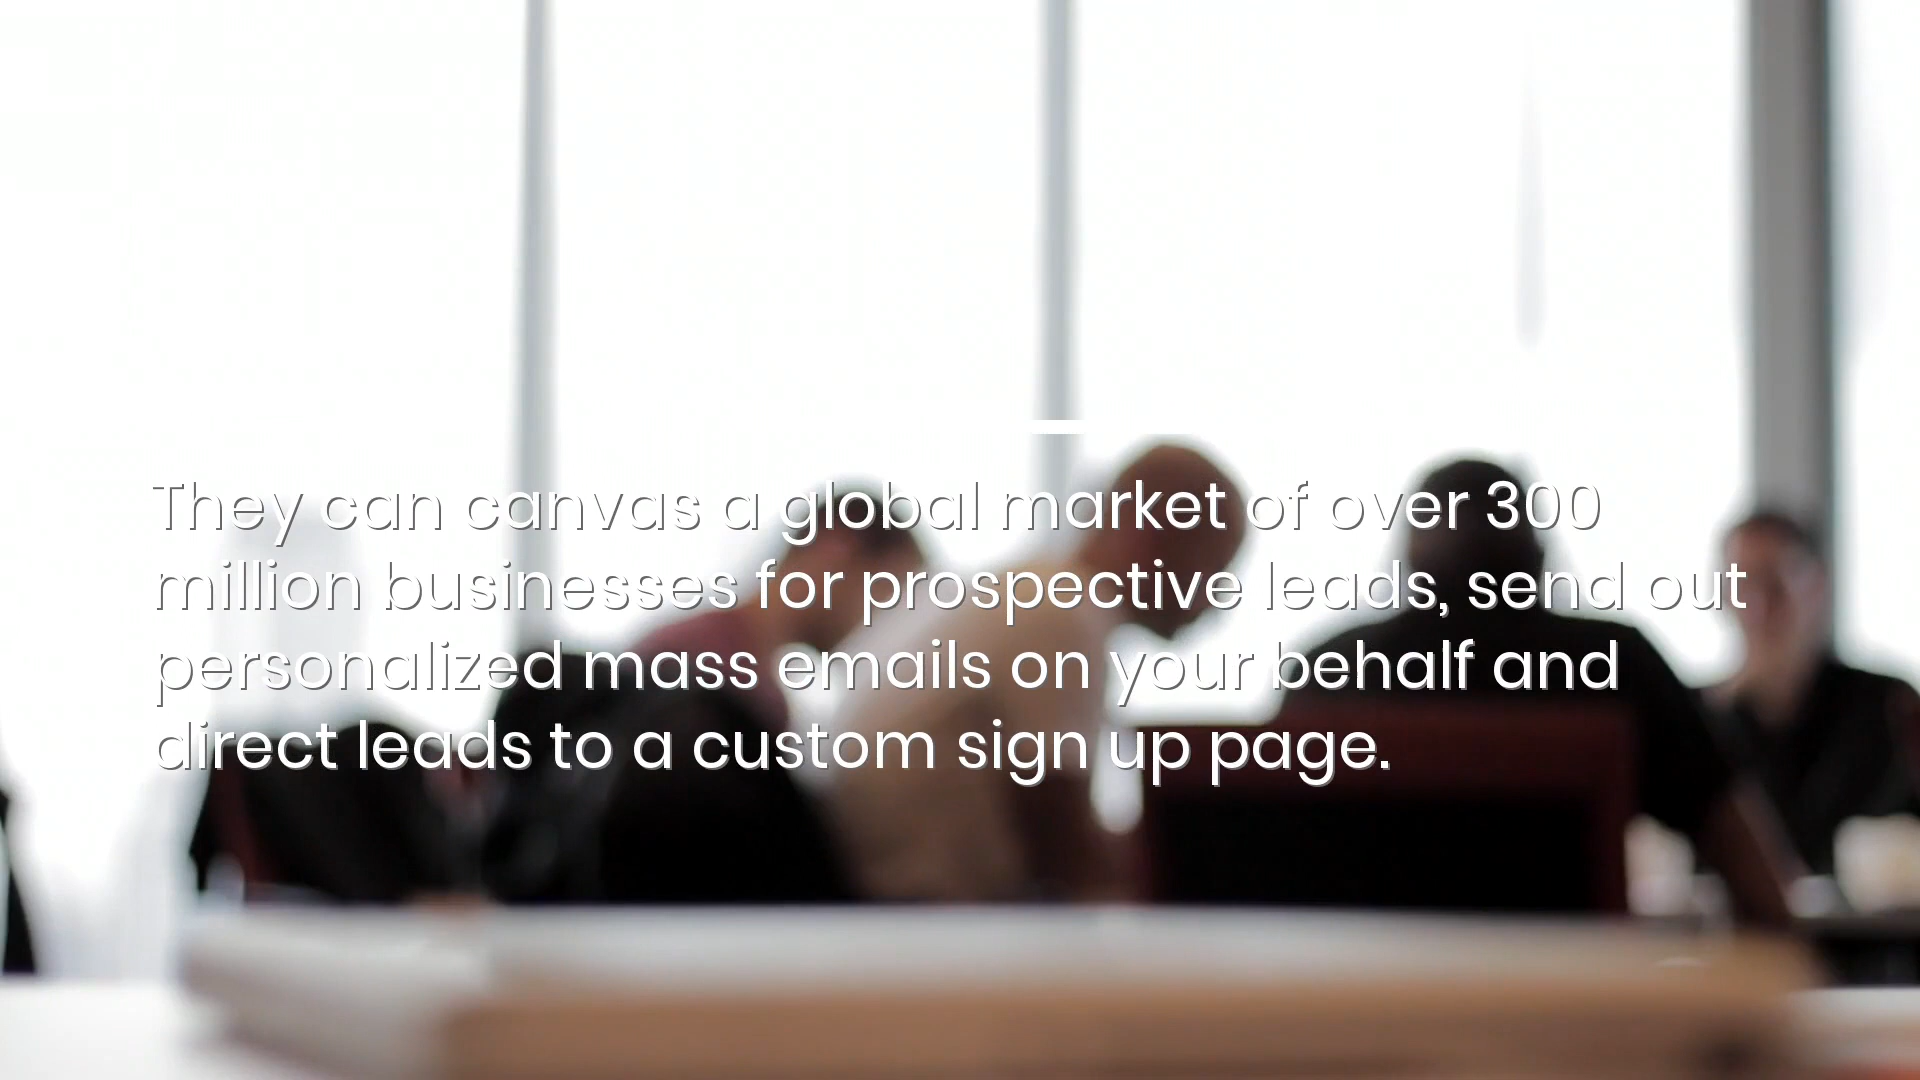 They can canvas a global market of over 300
million businesses for prospective leads, send out
personalized mass emails on your behalf and
direct leads to a custom sign up page.